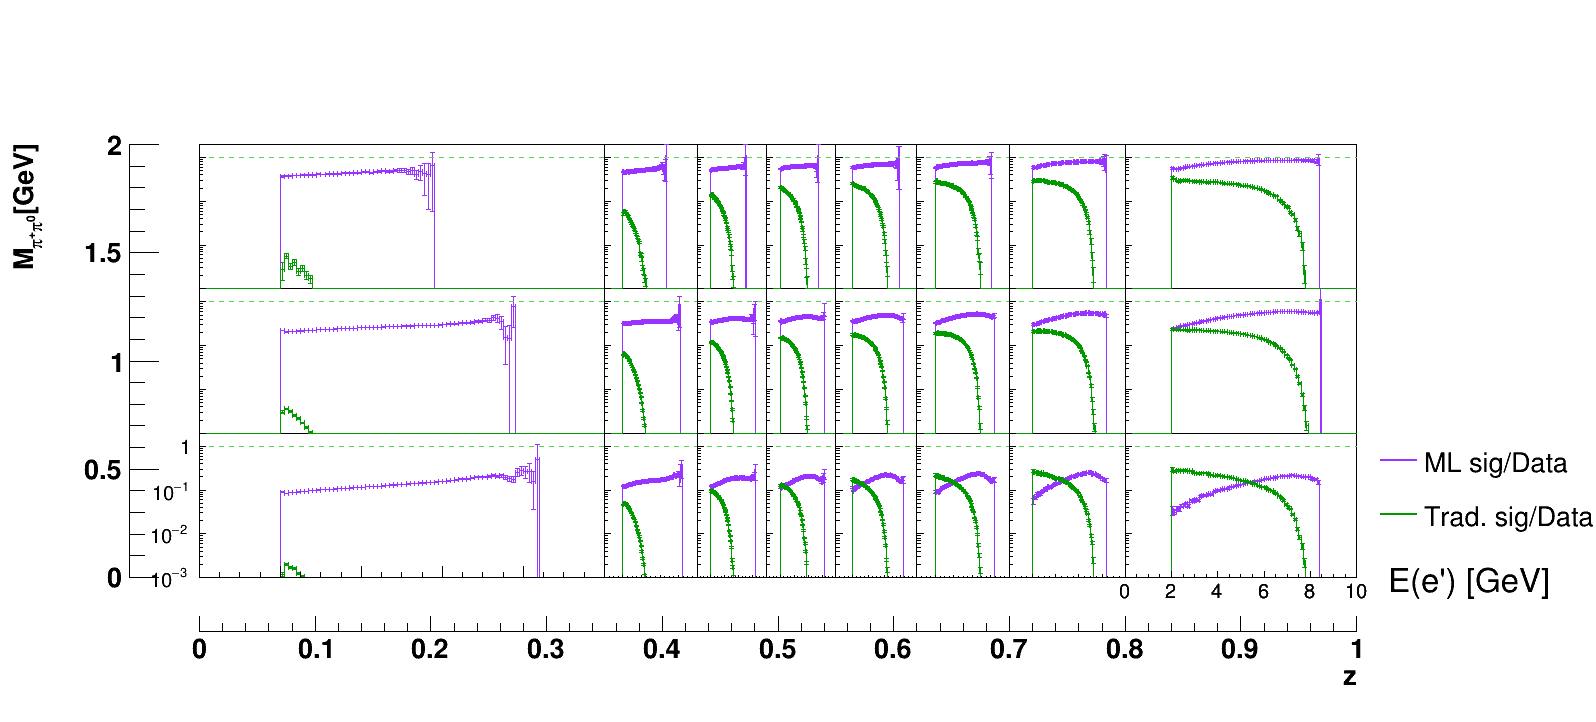 M_{π⁺π⁰}[GeV]
2
1.5
1
0.5
0
1
10⁻¹
10⁻²
10⁻³
ML sig/Data
Trad. sig/Data
0 2 4 6 8 10
E(e') [GeV]
0 0.1 0.2 0.3 0.4 0.5 0.6 0.7 0.8 0.9 1
z